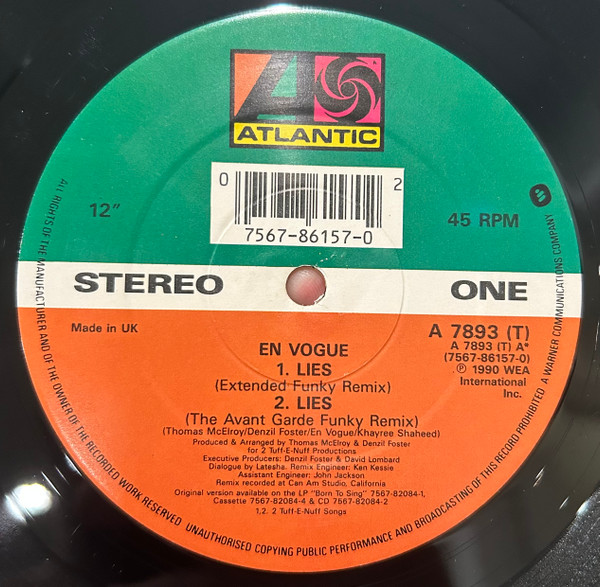 ATLANTIC
0 2
7567-86157-0
12"
45 RPM
STEREO
ONE
Made in UK
A 7893 (T)
A 7893 (T) A*
(7567-86157-0)
℗ 1990 WEA
International
Inc.
EN VOGUE
1. LIES
(Extended Funky Remix)
2. LIES
(The Avant Garde Funky Remix)
(Thomas McElroy/Denzil Foster/En Vogue/Khayree Shaheed)
Produced & Arranged by Thomas McElroy & Denzil Foster
for 2 Tuff-E-Nuff Productions
Executive Producers: Denzil Foster & David Lombard
Dialogue by Latesha. Remix Engineer: Ken Kessie
Assistant Engineer: John Jackson
Remix recorded at Can Am Studio, California
Original version available on the LP "Born To Sing" 7567-82084-1,
Cassette 7567-82084-4 & CD 7567-82084-2
1,2. 2 Tuff-E-Nuff Songs
ALL RIGHTS OF THE MANUFACTURER AND OF THE OWNER OF THE RECORDED WORK RESERVED UNAUTHORISED COPYING PUBLIC PERFORMANCE AND BROADCASTING OF THIS RECORD PROHIBITED A WARNER COMMUNICATIONS COMPANY